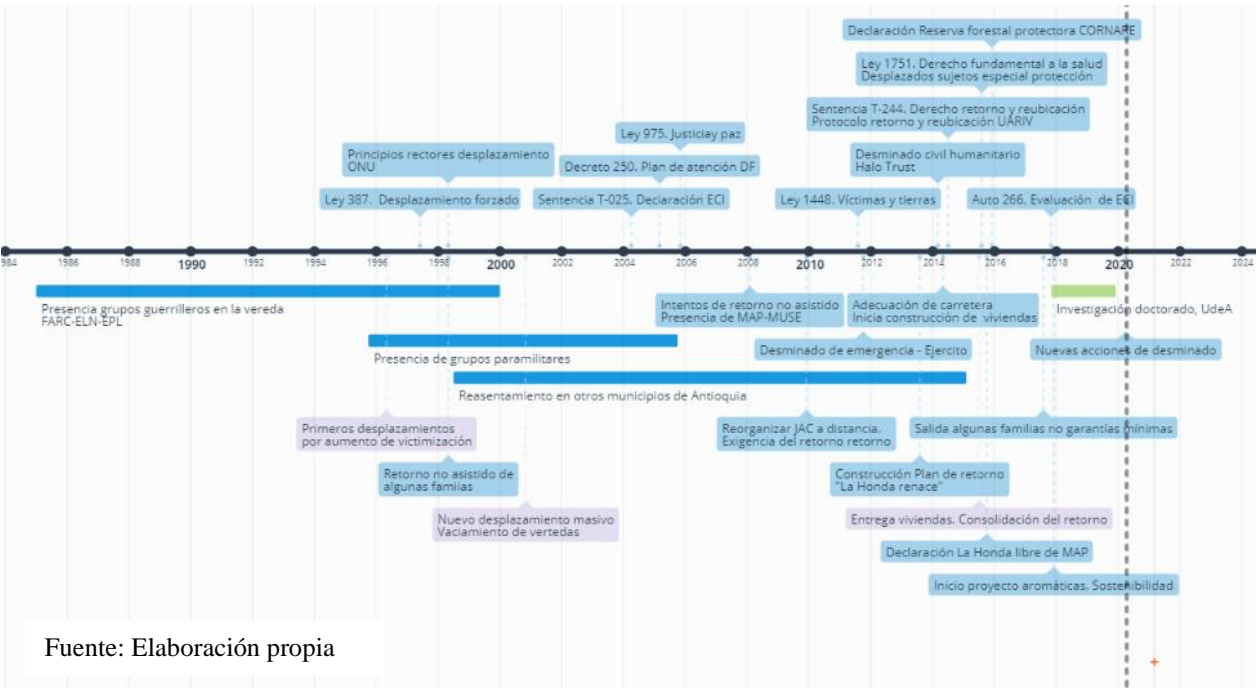 Declaración Reserva forestal protectora CORNARE
Ley 1751. Derecho fundamental a la salud
Desplazados sujetos especial protección
Sentencia T-244. Derecho retorno y reubicación
Protocolo retorno y reubicación UARIV
Ley 975. Justiciay paz
Principios rectores desplazamiento
ONU
Decreto 250. Plan de atención DF
Desminado civil humanitario
Halo Trust
Ley 387. Desplazamiento forzado
Sentencia T-025. Declaración ECI
Ley 1448. Víctimas y tierras
Auto 266. Evaluación de ECI
984 1986 1988 1990 1992 1994 1996 1998 2000 2002 2004 2006 2008 2010 2012 2014 2016 2018 2020 2022 2024
Presencia grupos guerrilleros en la vereda
FARC-ELN-EPL
Intentos de retorno no asistido
Presencia de MAP-MUSE
Adecuación de carretera
Inicia construcción de viviendas
Investigación doctorado, UdeA
Presencia de grupos paramilitares
Desminado de emergencia - Ejercito
Nuevas acciones de desminado
Reasentamiento en otros municipios de Antioquia
Primeros desplazamientos
por aumento de victimización
Reorganizar JAC a distancia.
Exigencia del retorno retorno
Salida algunas familias no garantías mínimas
Retorno no asistido de
algunas famiias
Construcción Plan de retorno
"La Honda renace"
Nuevo desplazamiento masivo
Vaciamiento de vertedas
Entrega viviendas. Consolidación del retorno
Declaración La Honda libre de MAP
Inicio proyecto aromáticas. Sostenibilidad
Fuente: Elaboración propia